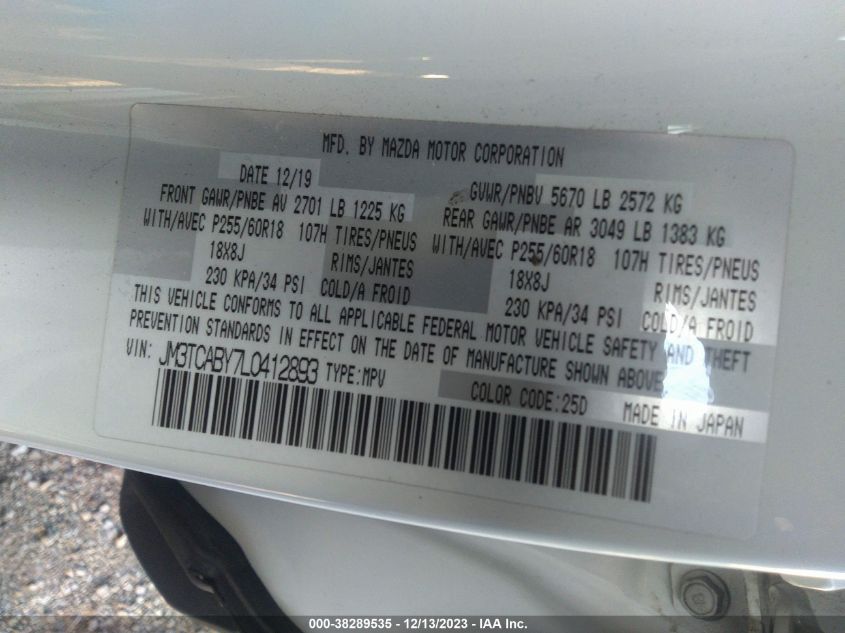 MFD. BY MAZDA MOTOR CORPORATION
DATE 12/19
GVWR/PNBV 5670 LB 2572 KG
FRONT GAWR/PNBE AV 2701 LB 1225 KG
REAR GAWR/PNBE AR 3049 LB 1383 KG
WITH/AVEC P255/60R18 107H TIRES/PNEUS
WITH/AVEC P255/60R18 107H TIRES/PNEUS
18X8J RIMS/JANTES
18X8J RIMS/JANTES
230 KPA/34 PSI COLD/A FROID
230 KPA/34 PSI COLD/A FROID
THIS VEHICLE CONFORMS TO ALL APPLICABLE FEDERAL MOTOR VEHICLE SAFETY AND THEFT
PREVENTION STANDARDS IN EFFECT ON THE DATE OF MANUFACTURE SHOWN ABOVE
VIN: JM3TCABY7L0412893 TYPE:MPV
COLOR CODE:25D MADE IN JAPAN
000-38289535 - 12/13/2023 - IAA Inc.